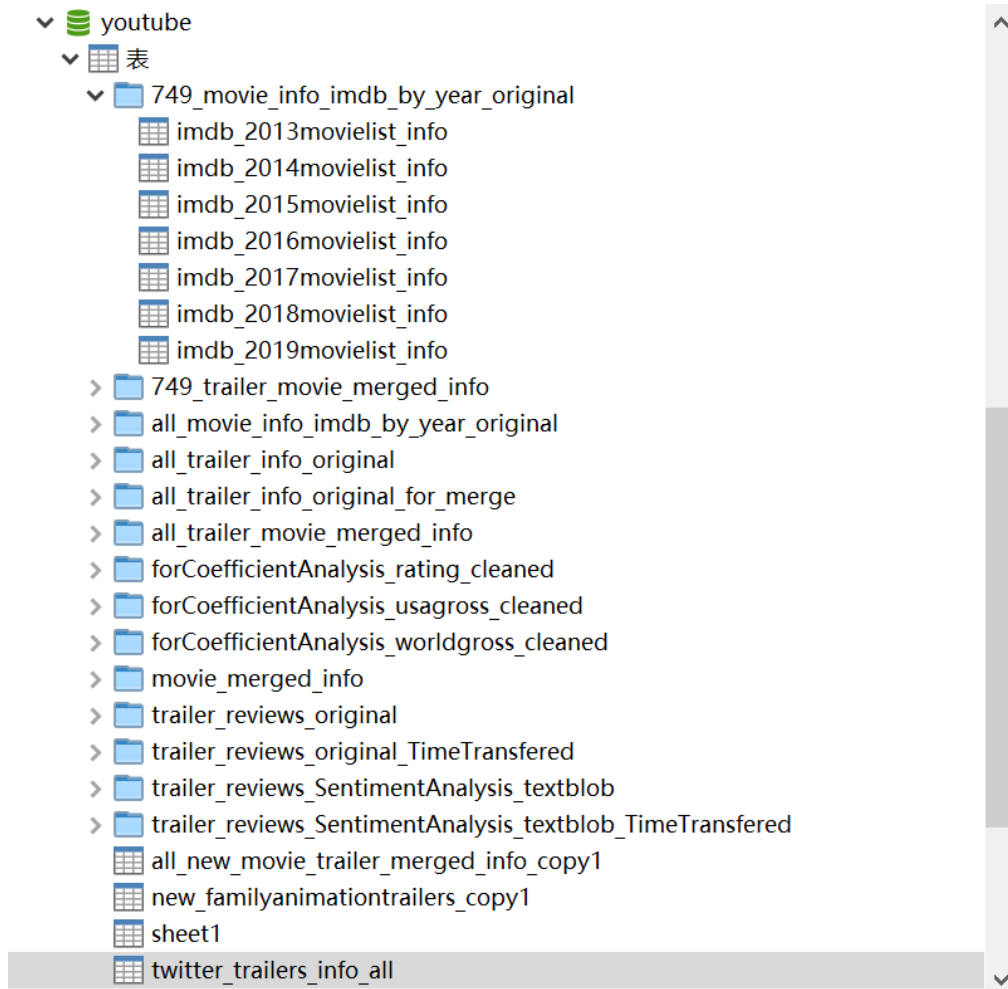 youtube
表
749_movie_info_imdb_by_year_original
imdb_2013movielist_info
imdb_2014movielist_info
imdb_2015movielist_info
imdb_2016movielist_info
imdb_2017movielist_info
imdb_2018movielist_info
imdb_2019movielist_info
749_trailer_movie_merged_info
all_movie_info_imdb_by_year_original
all_trailer_info_original
all_trailer_info_original_for_merge
all_trailer_movie_merged_info
forCoefficientAnalysis_rating_cleaned
forCoefficientAnalysis_usagross_cleaned
forCoefficientAnalysis_worldgross_cleaned
movie_merged_info
trailer_reviews_original
trailer_reviews_original_TimeTransfered
trailer_reviews_SentimentAnalysis_textblob
trailer_reviews_SentimentAnalysis_textblob_TimeTransfered
all_new_movie_trailer_merged_info_copy1
new_familyanimationtrailers_copy1
sheet1
twitter_trailers_info_all